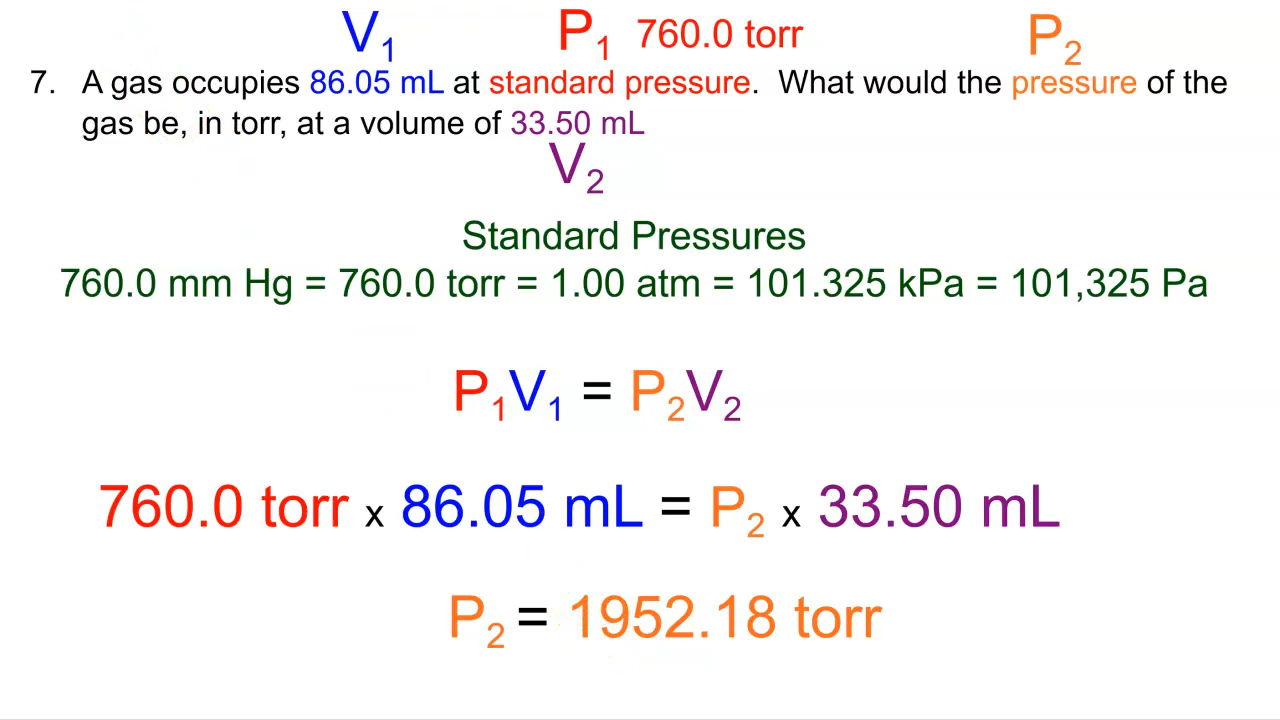 V₁ P₁ 760.0 torr P₂
7. A gas occupies 86.05 mL at standard pressure. What would the pressure of the
gas be, in torr, at a volume of 33.50 mL
V₂
Standard Pressures
760.0 mm Hg = 760.0 torr = 1.00 atm = 101.325 kPa = 101,325 Pa
P₁V₁ = P₂V₂
760.0 torr x 86.05 mL = P₂ x 33.50 mL
P₂ = 1952.18 torr